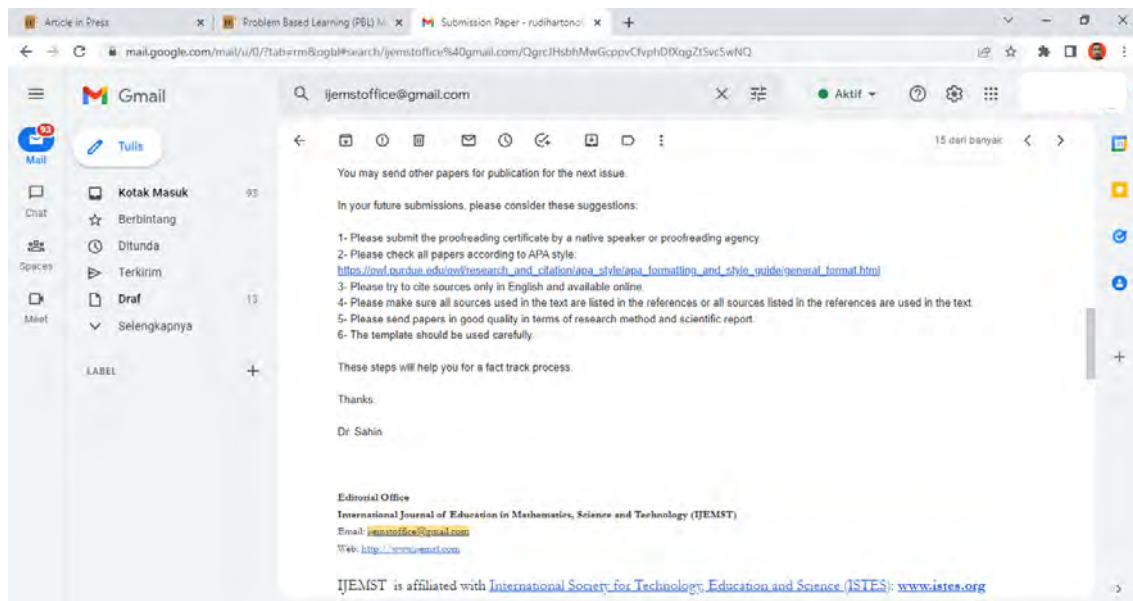 Article in Press
Problem Based Learning (PBL) M
Submission Paper - rudihartono
mail.google.com/mail/u/0/?tab=rm&ogbl#search/ijemstoffice%40gmail.com/
Gmail
ijemstoffice@gmail.com
Aktif
93
Mail
Tulis
15 dari banyak
Kotak Masuk 93
Chat
Berbintang
Ditunda
Spaces
Terkirim
Draf 13
Meet
Selengkapnya
LABEL
You may send other papers for publication for the next issue.
In your future submissions, please consider these suggestions:
1- Please submit the proofreading certificate by a native speaker or proofreading agency
2- Please check all papers according to APA style:
https://owl.purdue.edu/owl/research_and_citation/apa_style/apa_formatting_and_style_guide/general_format.html
3- Please try to cite sources only in English and available online.
4- Please make sure all sources used in the text are listed in the references or all sources listed in the references are used in the text.
5- Please send papers in good quality in terms of research method and scientific report.
6- The template should be used carefully.
These steps will help you for a fact track process.
Thanks.
Dr. Sahin
Editorial Office
International Journal of Education in Mathematics, Science and Technology (IJEMST)
Email: ijemstoffice@gmail.com
Web: http://www.ijemst.com
IJEMST is affiliated with International Society for Technology, Education and Science (ISTES): www.istes.org